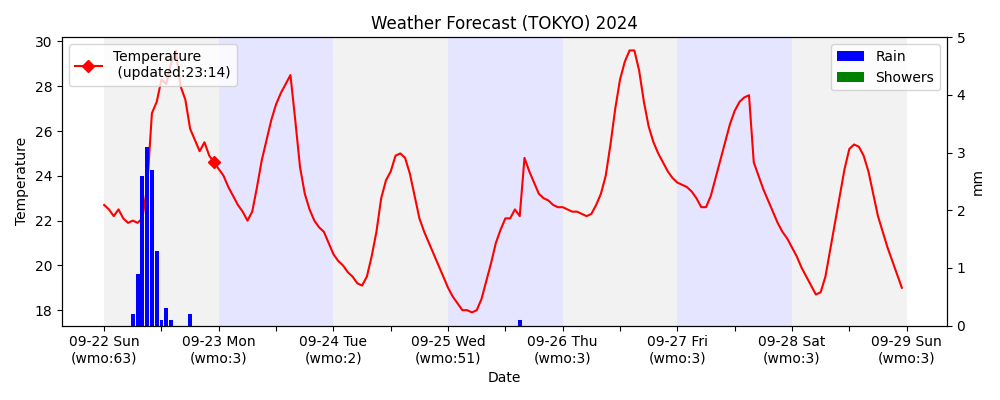 Weather Forecast (TOKYO) 2024
Temperature
(updated:23:14)
Rain
Showers
30
28
26
24
22
20
18
Temperature
5
4
3
2
1
0
mm
09-22 Sun
(wmo:63)
09-23 Mon
(wmo:3)
09-24 Tue
(wmo:2)
09-25 Wed
(wmo:51)
09-26 Thu
(wmo:3)
09-27 Fri
(wmo:3)
09-28 Sat
(wmo:3)
09-29 Sun
(wmo:3)
Date